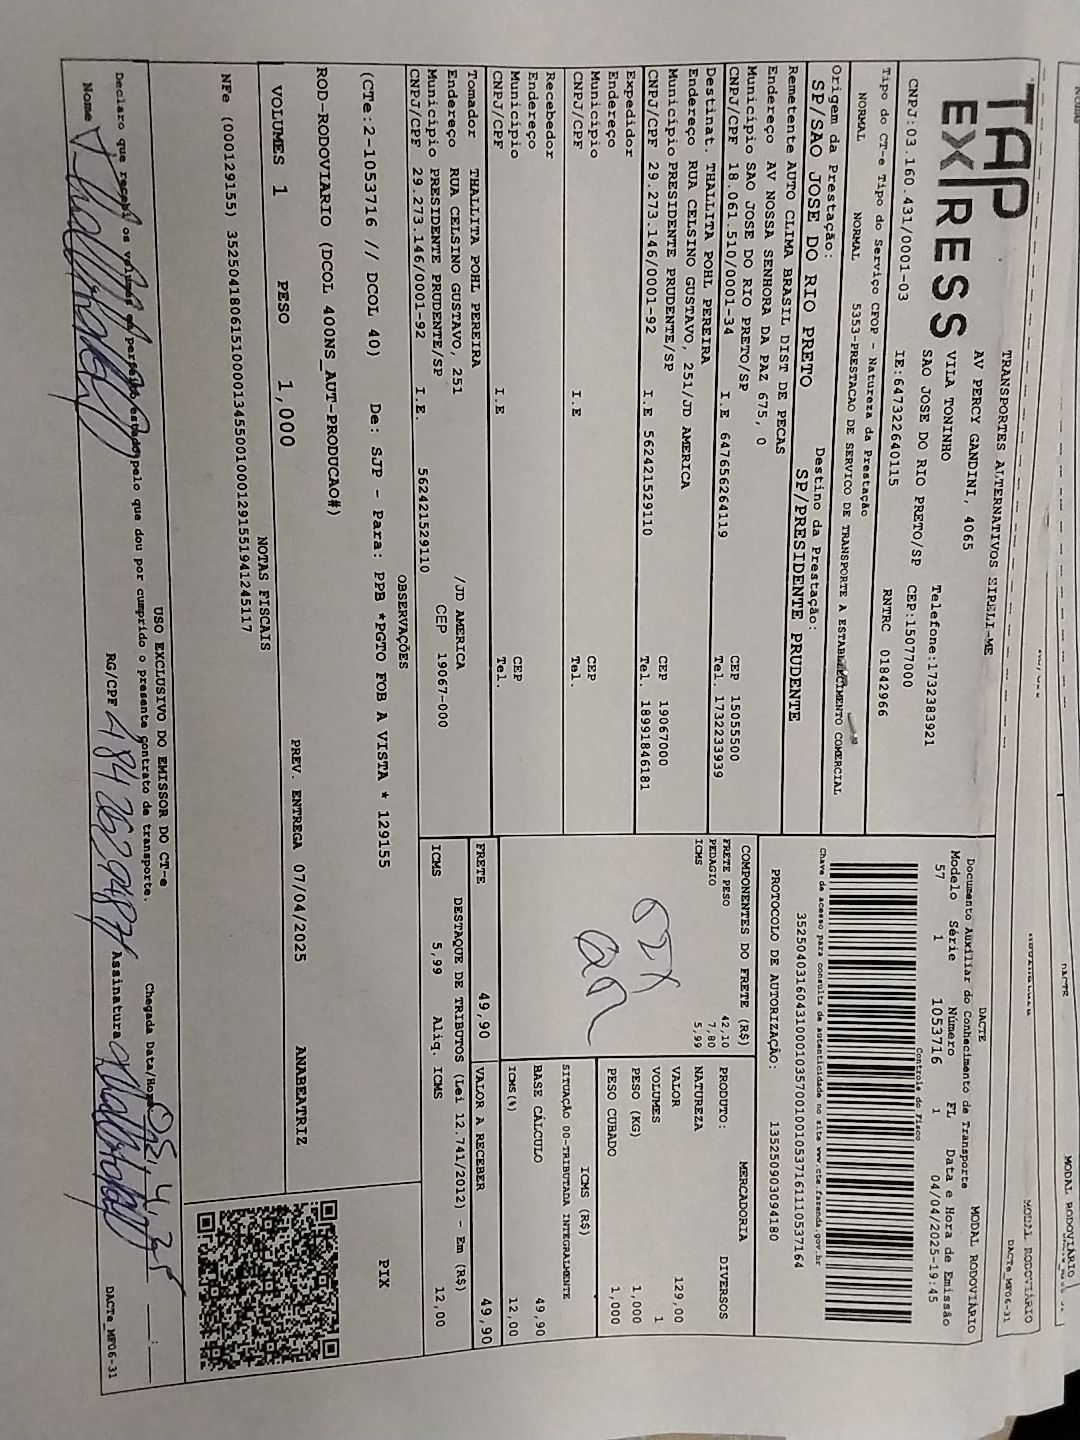 TAP EXPRESS
TRANSPORTES ALTERNATIVOS EIRELI-ME
AV PERCY GANDINI, 4065
VILA TONINHO
SAO JOSE DO RIO PRETO/SP
Telefone:1732383921
CEP:15077000
CNPJ:03.160.431/0001-03
IE:647322640115
RNTRC 01842966
Tipo do CT-e Tipo do Serviço CFOP - Natureza da Prestação
NORMAL NORMAL 5353-PRESTACAO DE SERVICO DE TRANSPORTE A ESTABELECIMENTO COMERCIAL
Origem da Prestação: Destino da Prestação:
SP/SAO JOSE DO RIO PRETO SP/PRESIDENTE PRUDENTE
Remetente AUTO CLIMA BRASIL DIST DE PECAS
Endereço AV NOSSA SENHORA DA PAZ 675, 0
Município SAO JOSE DO RIO PRETO/SP CEP 15055500
CNPJ/CPF 18.061.510/0001-34 I.E 647656264119 Tel. 1732233939
Destinat. THALLITA POHL PEREIRA
Endereço RUA CELSINO GUSTAVO, 251/JD AMERICA
Município PRESIDENTE PRUDENTE/SP CEP 19067000
CNPJ/CPF 29.273.146/0001-92 I.E 562421529110 Tel. 18991846181
Expedidor
Endereço
Município CEP
CNPJ/CPF I.E Tel.
Recebedor
Endereço
Município CEP
CNPJ/CPF I.E Tel.
Tomador THALLITA POHL PEREIRA
Endereço RUA CELSINO GUSTAVO, 251 /JD AMERICA
Município PRESIDENTE PRUDENTE/SP CEP 19067-000
CNPJ/CPF 29.273.146/0001-92 I.E. 562421529110
DACTE MODAL RODOVIÁRIO
Documento Auxiliar do Conhecimento de Transporte
Modelo Série Número FL Data e Hora de Emissão
57 1 1053716 1 04/04/2025-19:45
Controle do Fisco
Chave de acesso para consulta de autenticidade no site www.cte.fazenda.gov.br
35250403160431000103570010010537161110537164
PROTOCOLO DE AUTORIZAÇÃO: 135250903094180
COMPONENTES DO FRETE (R$)
FRETE PESO 42,10
PEDAGIO 7,80
ICMS 5,99
PIX
MERCADORIA
PRODUTO: DIVERSOS
NATUREZA
VALOR 129,00
VOLUMES 1
PESO (KG) 1,000
PESO CUBADO 1,000
ICMS (R$)
SITUAÇÃO 00-TRIBUTADA INTEGRALMENTE
BASE CÁLCULO 49,90
ICMS(%) 12,00
FRETE 49,90 VALOR A RECEBER 49,90
DESTAQUE DE TRIBUTOS (Lei 12.741/2012) - Em (R$)
ICMS 5,99 Aliq. ICMS 12,00
OBSERVAÇÕES
(CTe:2-1053716 // DCOL 40) De: SJP - Para: PPB *PGTO FOB A VISTA * 129155
ROD-RODOVIARIO (DCOL 400NS_AUT-PRODUCAO#)
PIX
VOLUMES 1 PESO 1,000 PREV. ENTREGA 07/04/2025 ANABEATRIZ
NOTAS FISCAIS
NFe (000129155) 35250418061510000134550010001291551941245117
USO EXCLUSIVO DO EMISSOR DO CT-e
Declaro que recebi os volumes em perfeito estado pelo que dou por cumprido o presente contrato de transporte.
Chegada Data/Hora
Nome RG/CPF Assinatura
DACTe_MF06-31
MODAL RODOVIÁRIO
DACTe_MF06-31
DACTE
MODAL RODOVIÁRIO